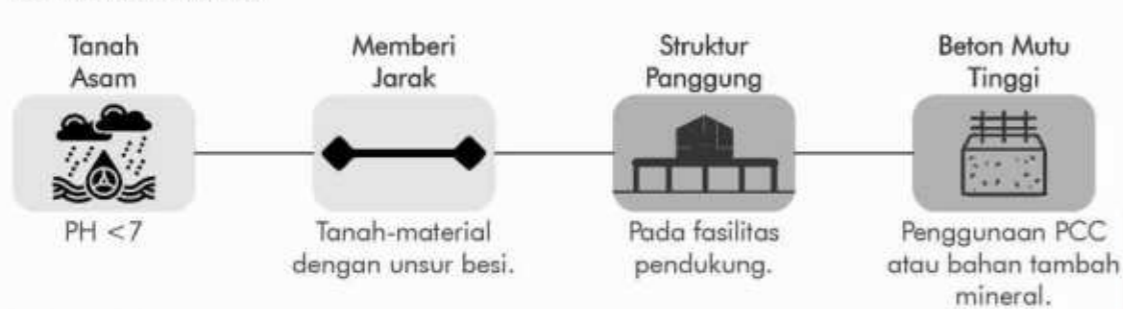 Tanah
Asam
PH <7
Memberi
Jarak
Tanah-material
dengan unsur besi.
Struktur
Panggung
Pada fasilitas
pendukung.
Beton Mutu
Tinggi
Penggunaan PCC
atau bahan tambah
mineral.